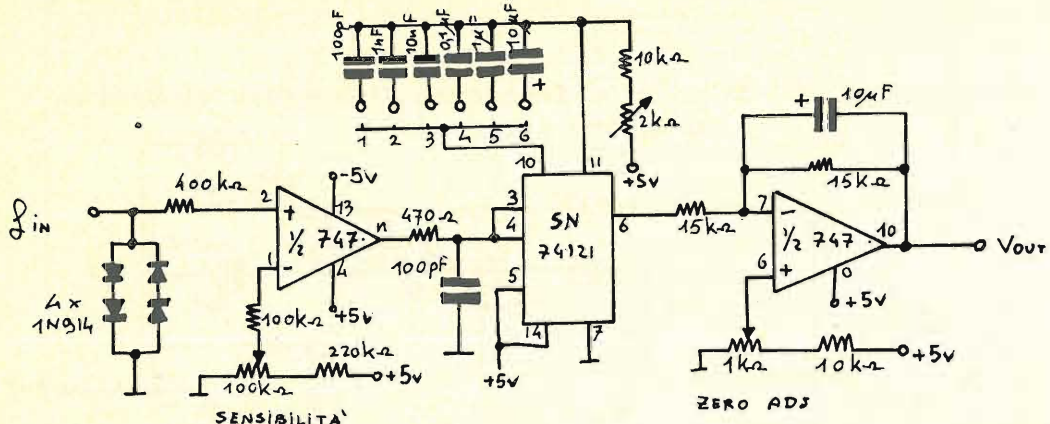 100pF
1nF
10nF
0,1µF
1µF
10µF
+
1 2 3 4 5 6
10kΩ
2kΩ
+5v
10
11
f IN
400kΩ
4x
1N914
2
+
1/2 747
-
1
-5v
13
4
+5v
n
470Ω
100pF
100kΩ
100kΩ
220kΩ
+5v
SENSIBILITA'
3
4
5
14
7
6
SN
74121
+5v
15kΩ
+
10µF
15kΩ
7
-
1/2 747
6
+
10
0
+5v
VOUT
1kΩ
10kΩ
+5v
ZERO ADJ